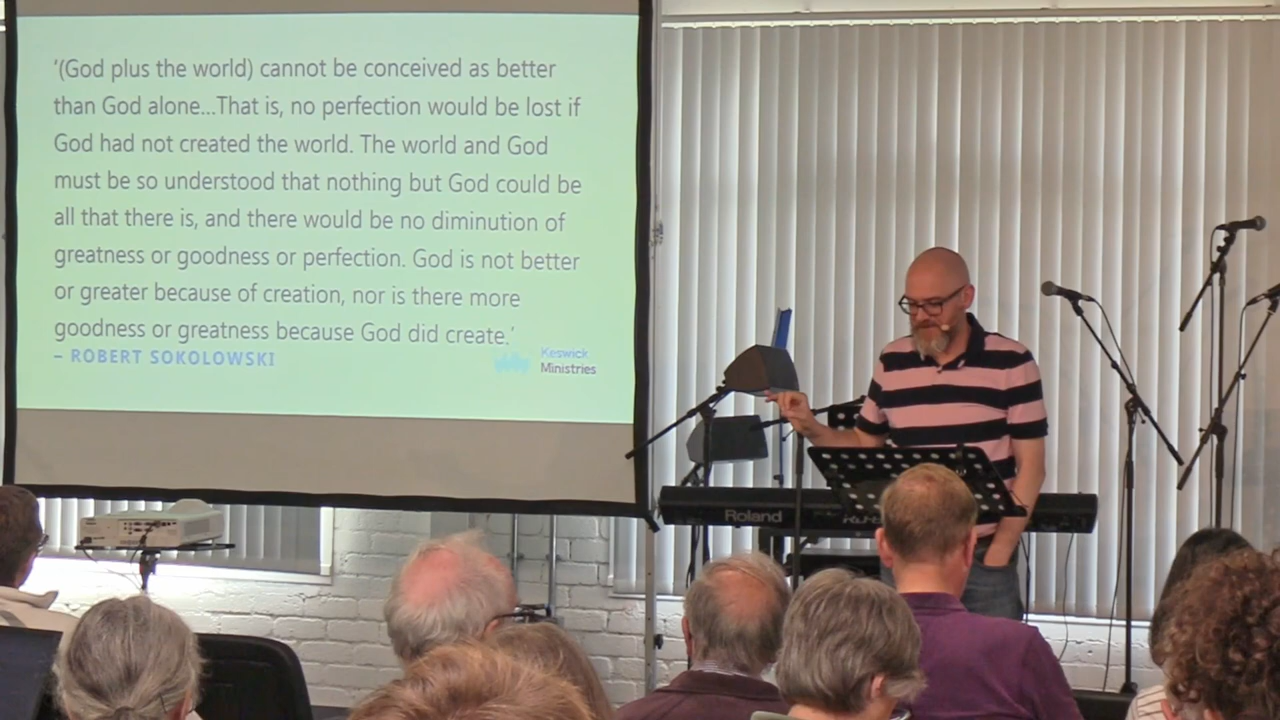 '(God plus the world) cannot be conceived as better
than God alone...That is, no perfection would be lost if
God had not created the world. The world and God
must be so understood that nothing but God could be
all that there is, and there would be no diminution of
greatness or goodness or perfection. God is not better
or greater because of creation, nor is there more
goodness or greatness because God did create.'
– ROBERT SOKOLOWSKI
Keswick
Ministries
Roland